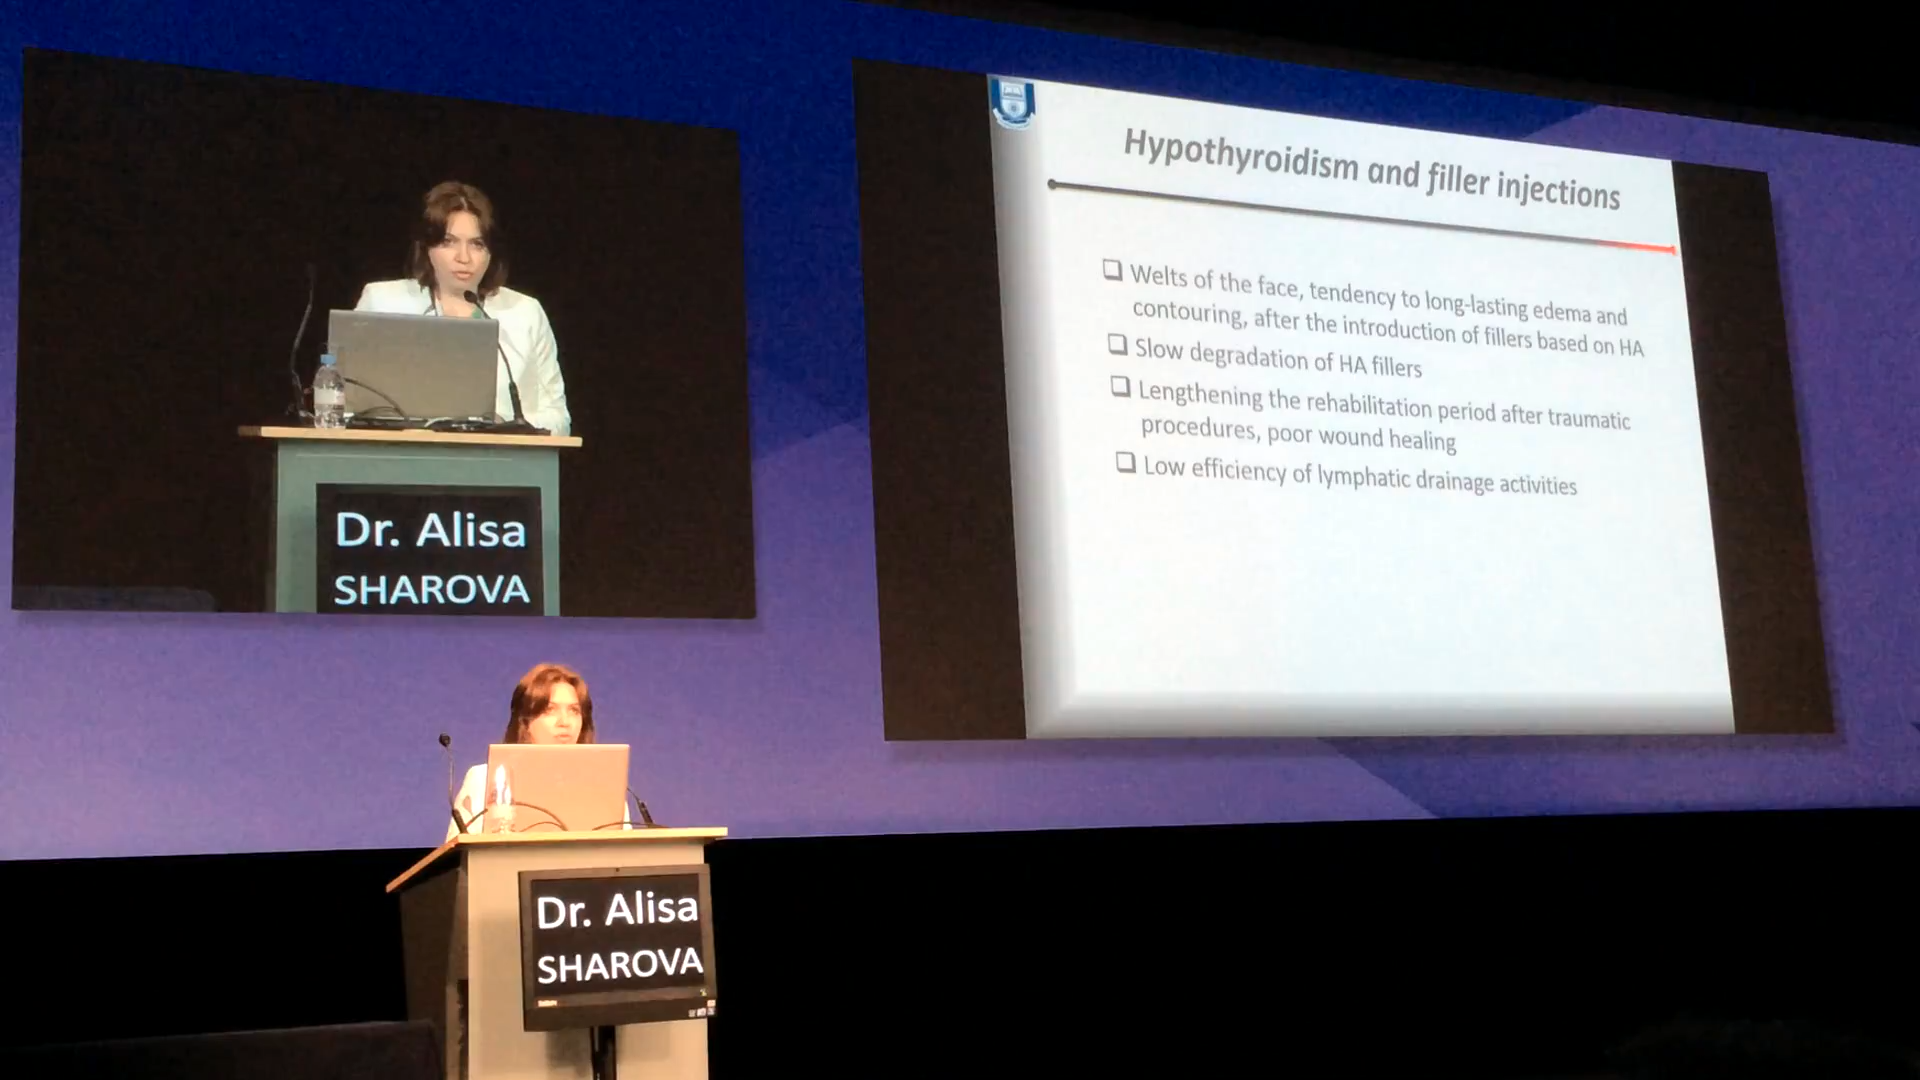 Hypothyroidism and filler injections
❑ Welts of the face, tendency to long-lasting edema and
contouring, after the introduction of fillers based on HA
❑ Slow degradation of HA fillers
❑ Lengthening the rehabilitation period after traumatic
procedures, poor wound healing
❑ Low efficiency of lymphatic drainage activities
Dr. Alisa
SHAROVA
Dr. Alisa
SHAROVA